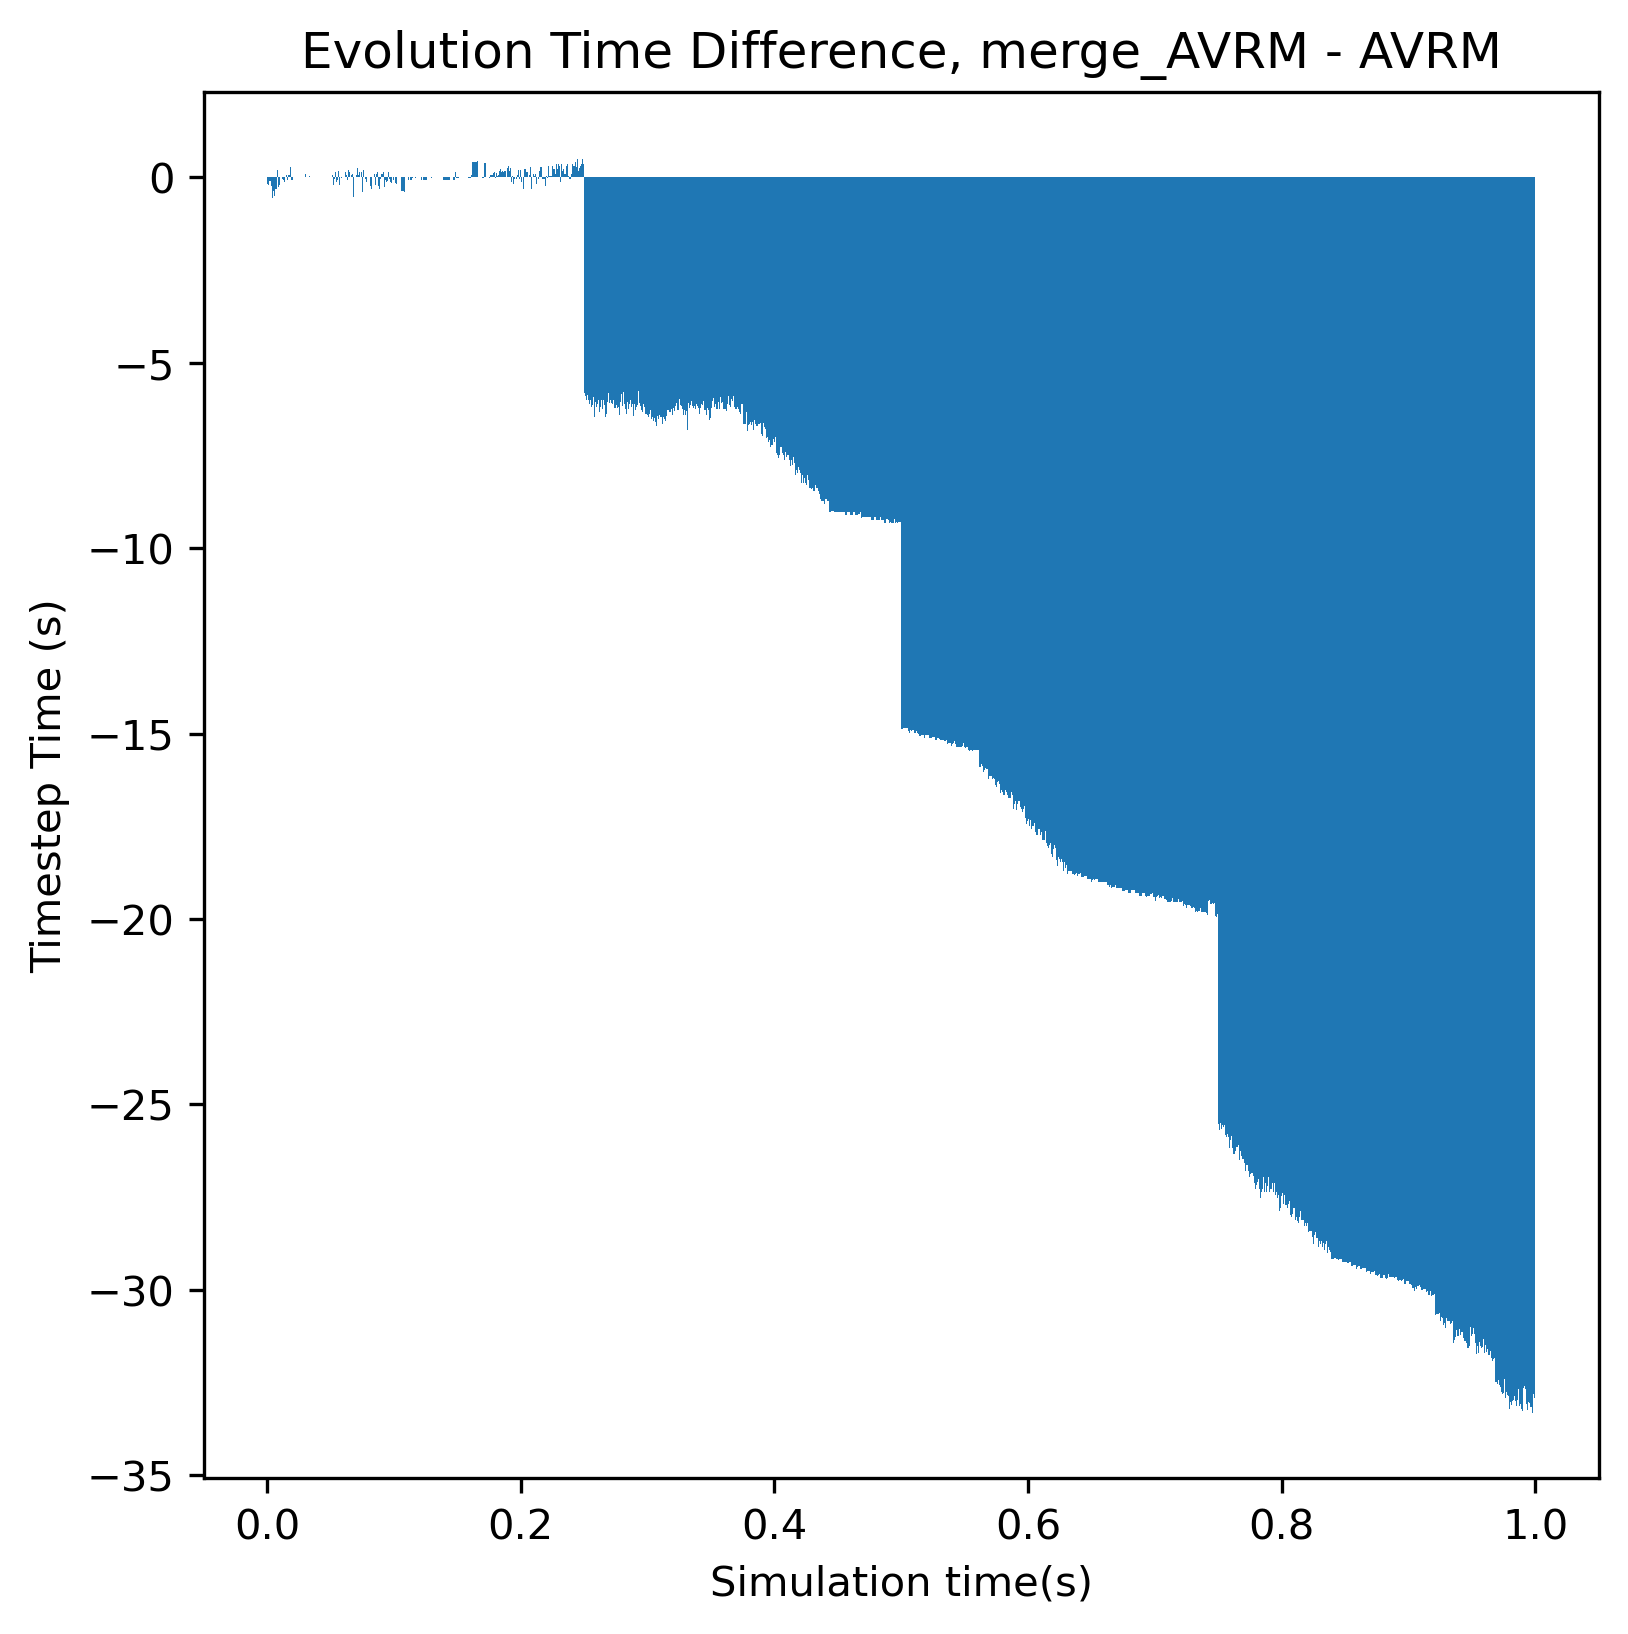 Evolution Time Difference, merge_AVRM - AVRM
0
−5
−10
−15
−20
−25
−30
−35
Timestep Time (s)
0.0 0.2 0.4 0.6 0.8 1.0
Simulation time(s)